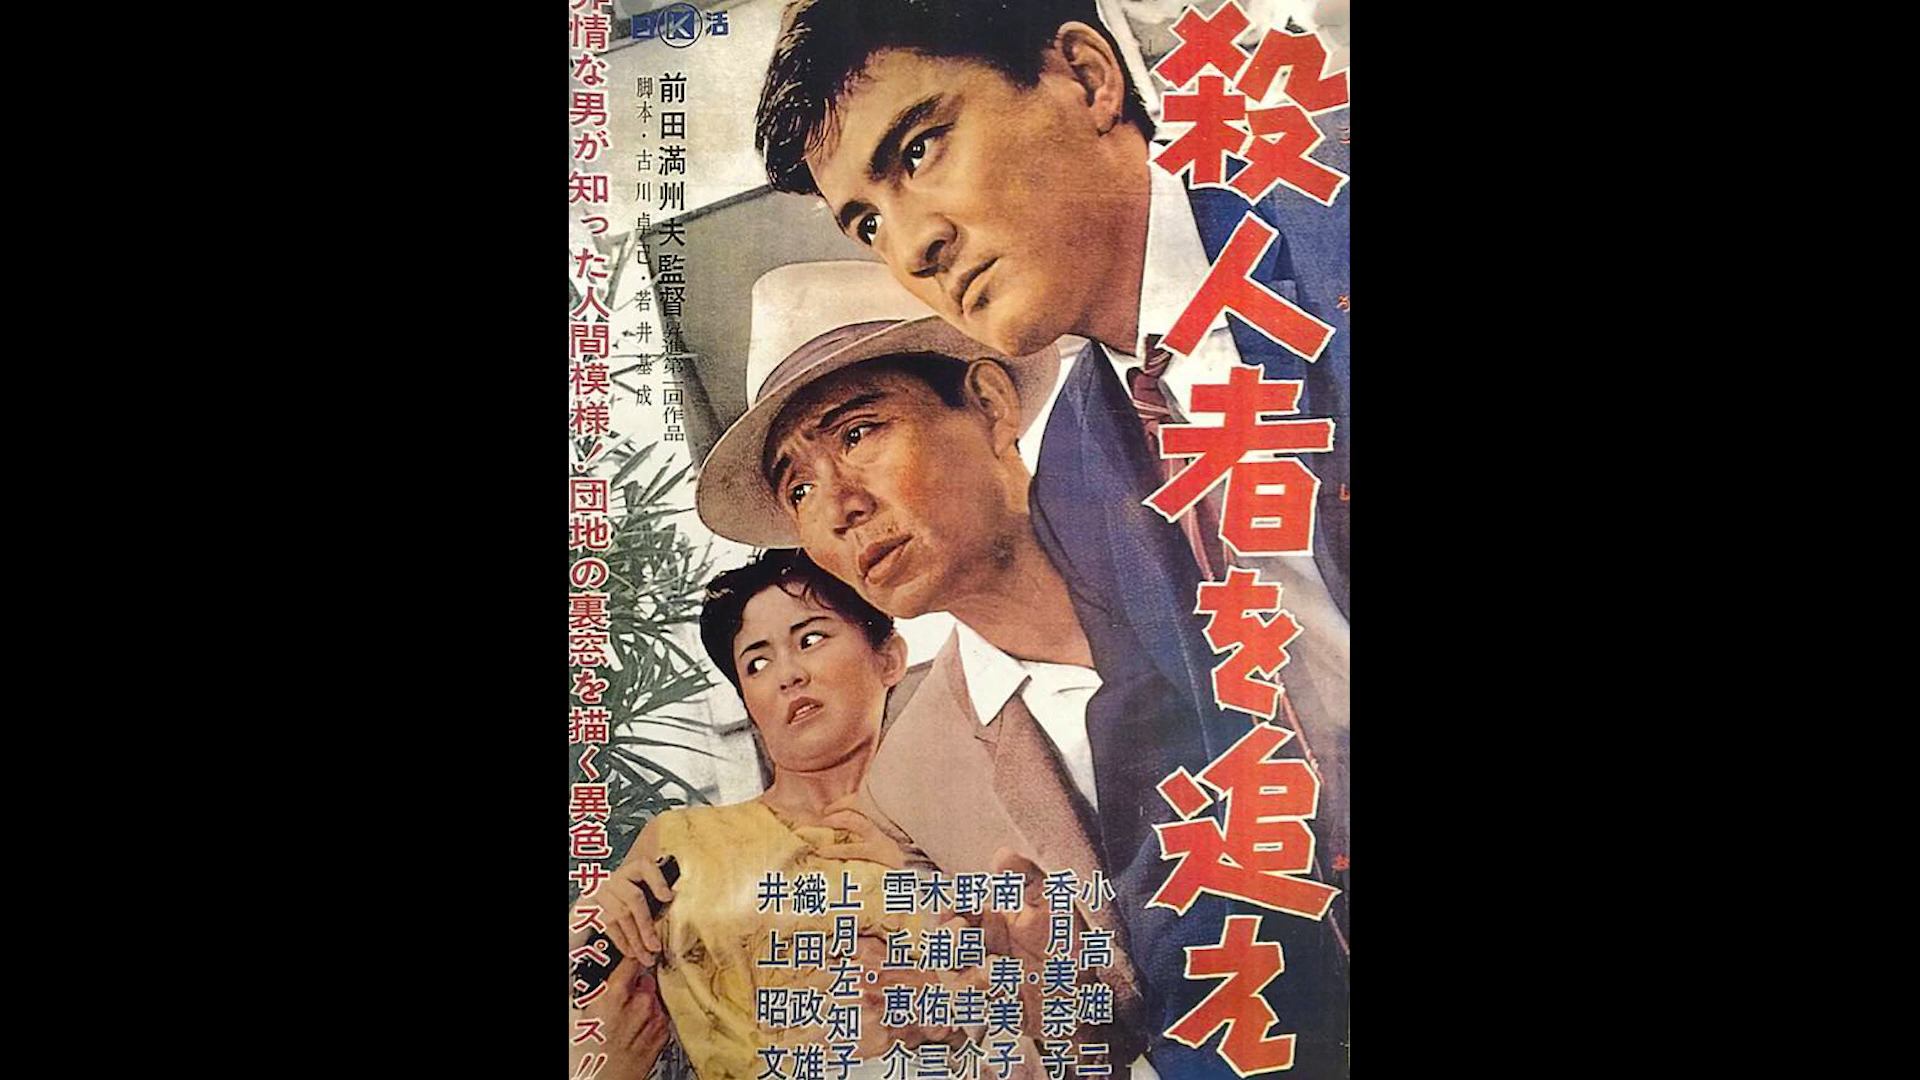 殺人者を追え
日活
前田満州夫監督 昇進第一回作品
脚本・古川卓己・若井基成
情な男が知った人間模様!団地の裏窓を描く異色サスペンス!!
小高雄二
香月美奈子・
南寿美子
野呂圭介
木浦佑三
雪丘恵介・
上月左知子
織田政雄
井上昭文